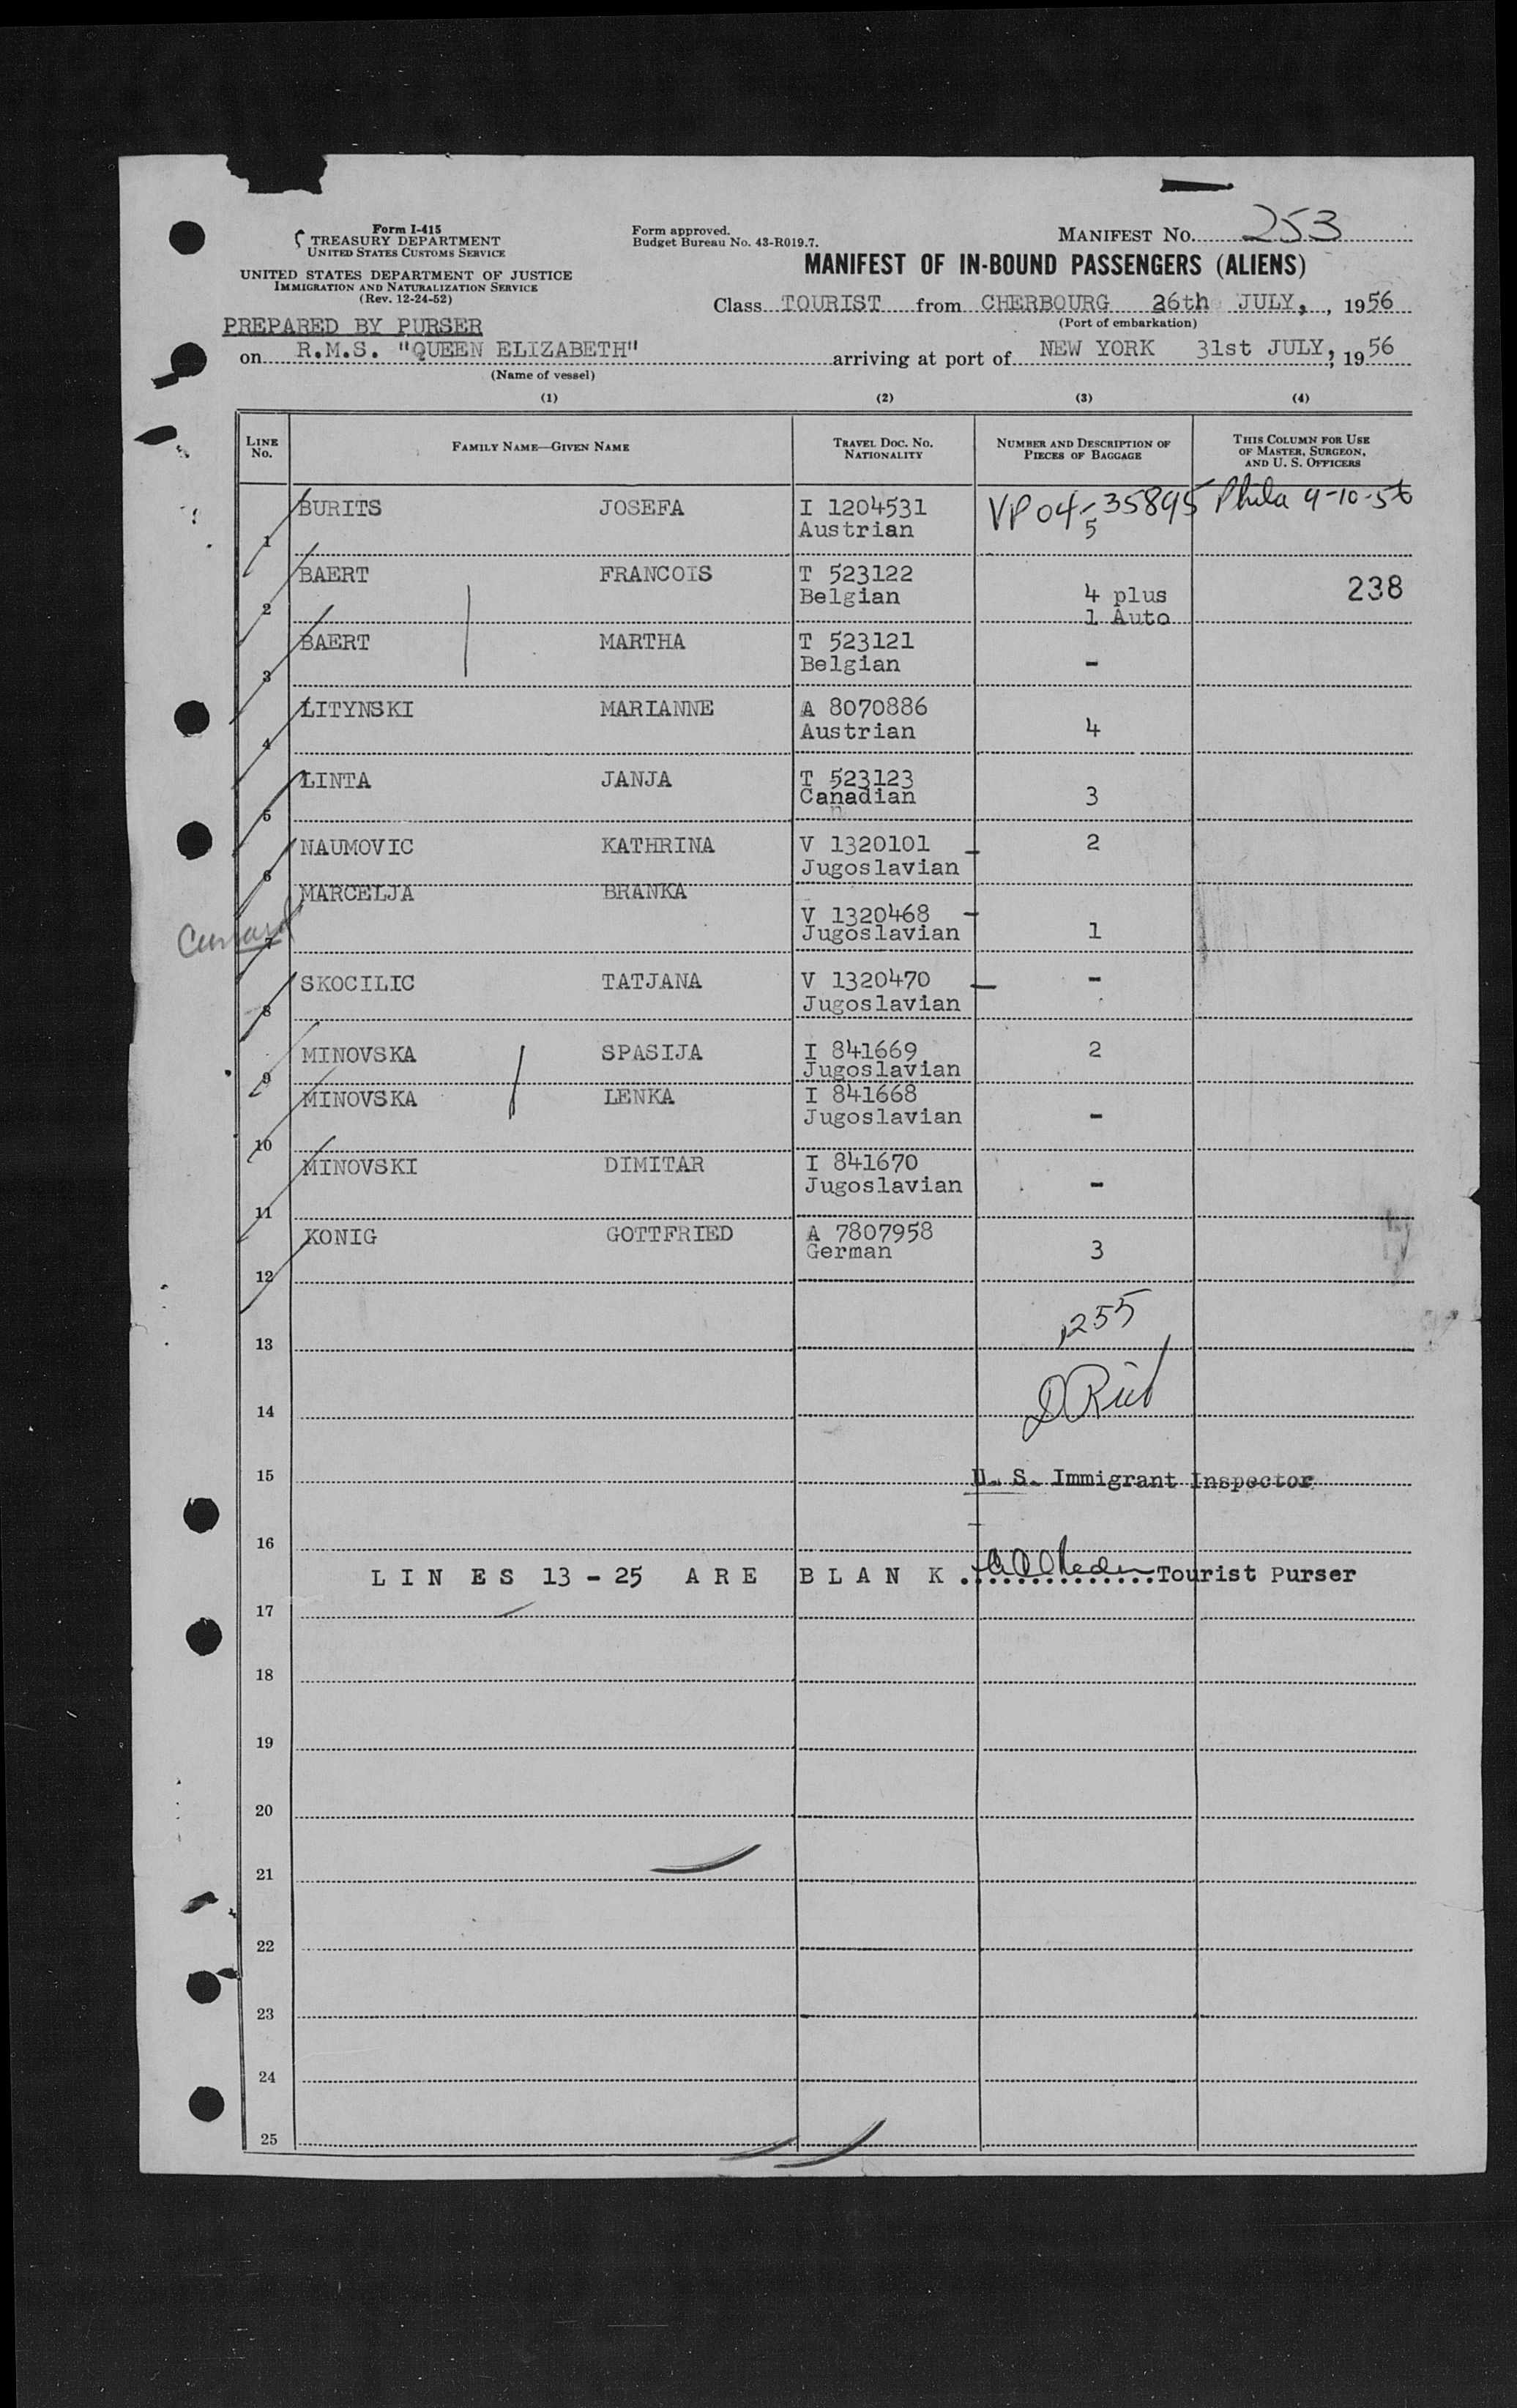 Form I-415
TREASURY DEPARTMENT
UNITED STATES CUSTOMS SERVICE
UNITED STATES DEPARTMENT OF JUSTICE
IMMIGRATION AND NATURALIZATION SERVICE
(Rev. 12-24-52)
Form approved.
Budget Bureau No. 43-R019.7.
MANIFEST NO. 253
MANIFEST OF IN-BOUND PASSENGERS (ALIENS)
Class TOURIST from CHERBOURG 26th JULY, , 1956
(Port of embarkation)
PREPARED BY PURSER
on R.M.S. "QUEEN ELIZABETH" arriving at port of NEW YORK 31st JULY, 1956
(Name of vessel)
(1) (2) (3) (4)
LINE NO. FAMILY NAME—GIVEN NAME TRAVEL DOC. NO. NATIONALITY NUMBER AND DESCRIPTION OF PIECES OF BAGGAGE THIS COLUMN FOR USE OF MASTER, SURGEON, AND U. S. OFFICERS
1 BURITS JOSEFA I 1204531 Austrian 5 VP 04-35895 Phila 9-10-56
2 BAERT FRANCOIS T 523122 Belgian 4 plus 1 Auto 238
3 BAERT MARTHA T 523121 Belgian -
4 LITYNSKI MARIANNE A 8070886 Austrian 4
5 LINTA JANJA T 523123 Canadian 3
6 NAUMOVIC KATHRINA V 1320101 Jugoslavian 2
Cunard
7 MARCELJA BRANKA V 1320468 Jugoslavian 1
8 SKOCILIC TATJANA V 1320470 Jugoslavian -
9 MINOVSKA SPASIJA I 841669 Jugoslavian 2
10 MINOVSKA LENKA I 841668 Jugoslavian -
11 MINOVSKI DIMITAR I 841670 Jugoslavian -
12 KONIG GOTTFRIED A 7807958 German 3
13 255
14
15 U. S. Immigrant Inspector
16
LINES 13-25 ARE BLANK. Tourist Purser
17
18
19
20
21
22
23
24
25